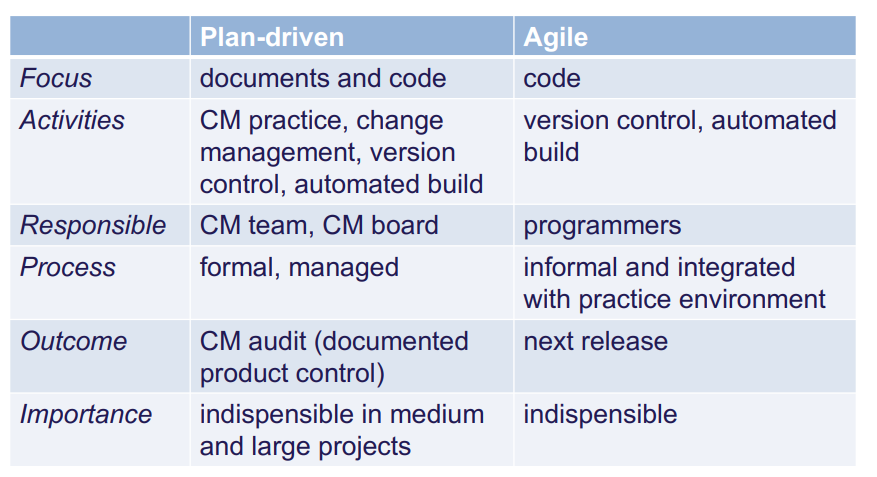 Plan-driven Agile
Focus documents and code code
Activities CM practice, change version control, automated
management, version build
control, automated build
Responsible CM team, CM board programmers
Process formal, managed informal and integrated
with practice environment
Outcome CM audit (documented next release
product control)
Importance indispensible in medium indispensible
and large projects